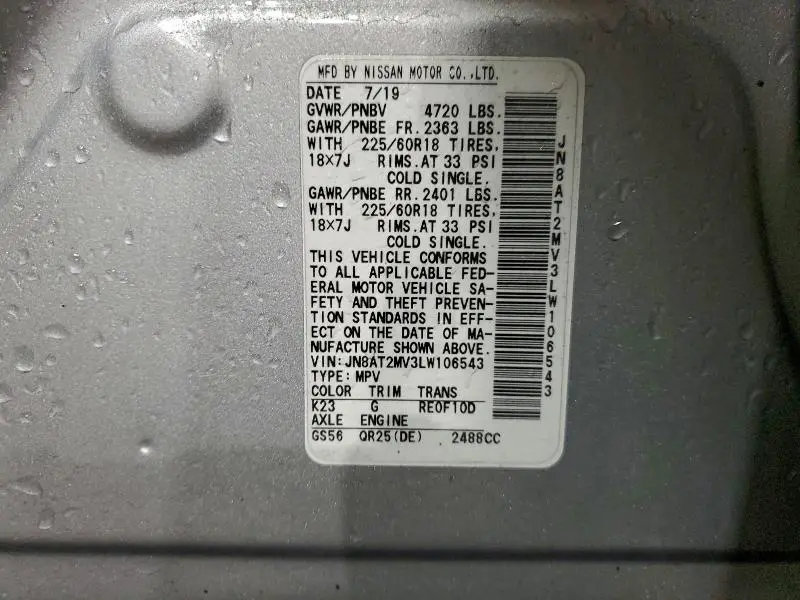 MFD BY NISSAN MOTOR CO.,LTD.
DATE 7/19
GVWR/PNBV 4720 LBS.
GAWR/PNBE FR. 2363 LBS.
WITH 225/60R18 TIRES,
18×7J RIMS.AT 33 PSI
COLD SINGLE.
GAWR/PNBE RR. 2401 LBS.
WITH 225/60R18 TIRES,
18×7J RIMS.AT 33 PSI
COLD SINGLE.
THIS VEHICLE CONFORMS
TO ALL APPLICABLE FED-
ERAL MOTOR VEHICLE SA-
FETY AND THEFT PREVEN-
TION STANDARDS IN EFF-
ECT ON THE DATE OF MA-
NUFACTURE SHOWN ABOVE.
VIN:JN8AT2MV3LW106543
TYPE:MPV
COLOR TRIM TRANS
K23 G RE0F10D
AXLE ENGINE
GS56 QR25(DE) 2488CC
JN8AT2MV3LW106543